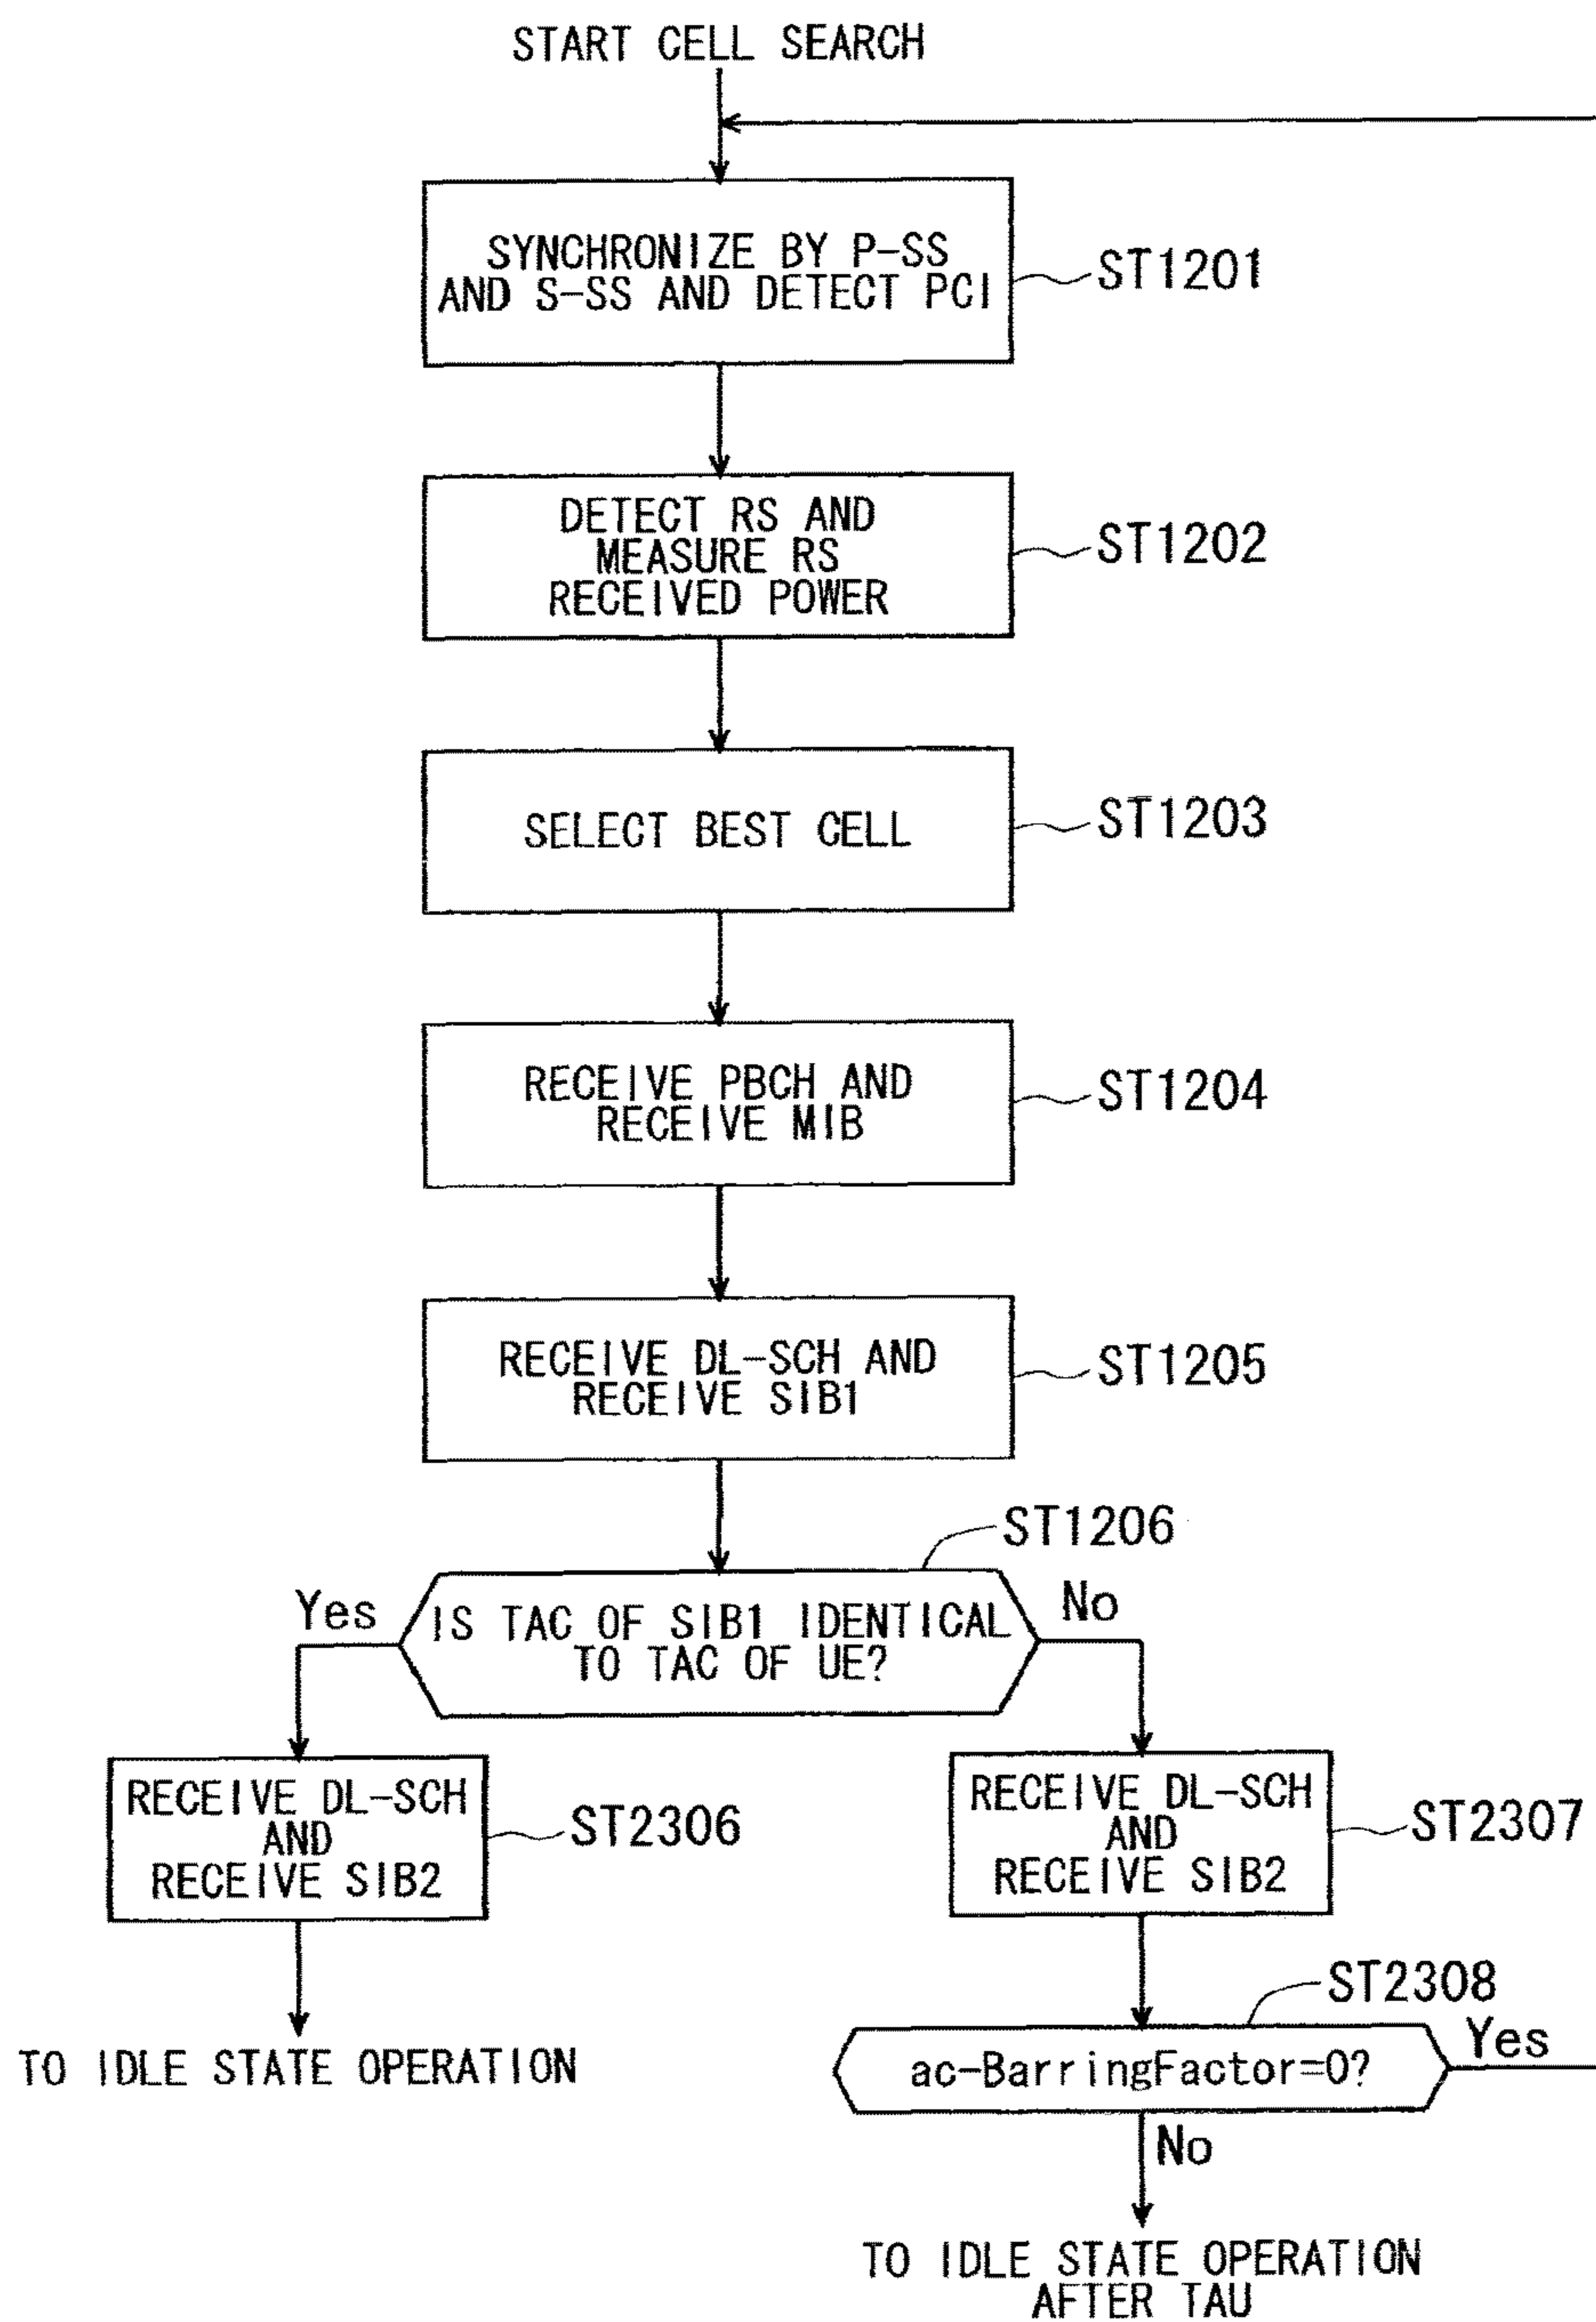 START CELL SEARCH
SYNCHRONIZE BY P-SS
AND S-SS AND DETECT PCI
ST1201
DETECT RS AND
MEASURE RS
RECEIVED POWER
ST1202
SELECT BEST CELL
ST1203
RECEIVE PBCH AND
RECEIVE MIB
ST1204
RECEIVE DL-SCH AND
RECEIVE SIB1
ST1205
ST1206
Yes
IS TAC OF SIB1 IDENTICAL
TO TAC OF UE?
No
RECEIVE DL-SCH
AND
RECEIVE SIB2
ST2306
RECEIVE DL-SCH
AND
RECEIVE SIB2
ST2307
TO IDLE STATE OPERATION
ST2308
ac-BarringFactor=0?
Yes
No
TO IDLE STATE OPERATION
AFTER TAU